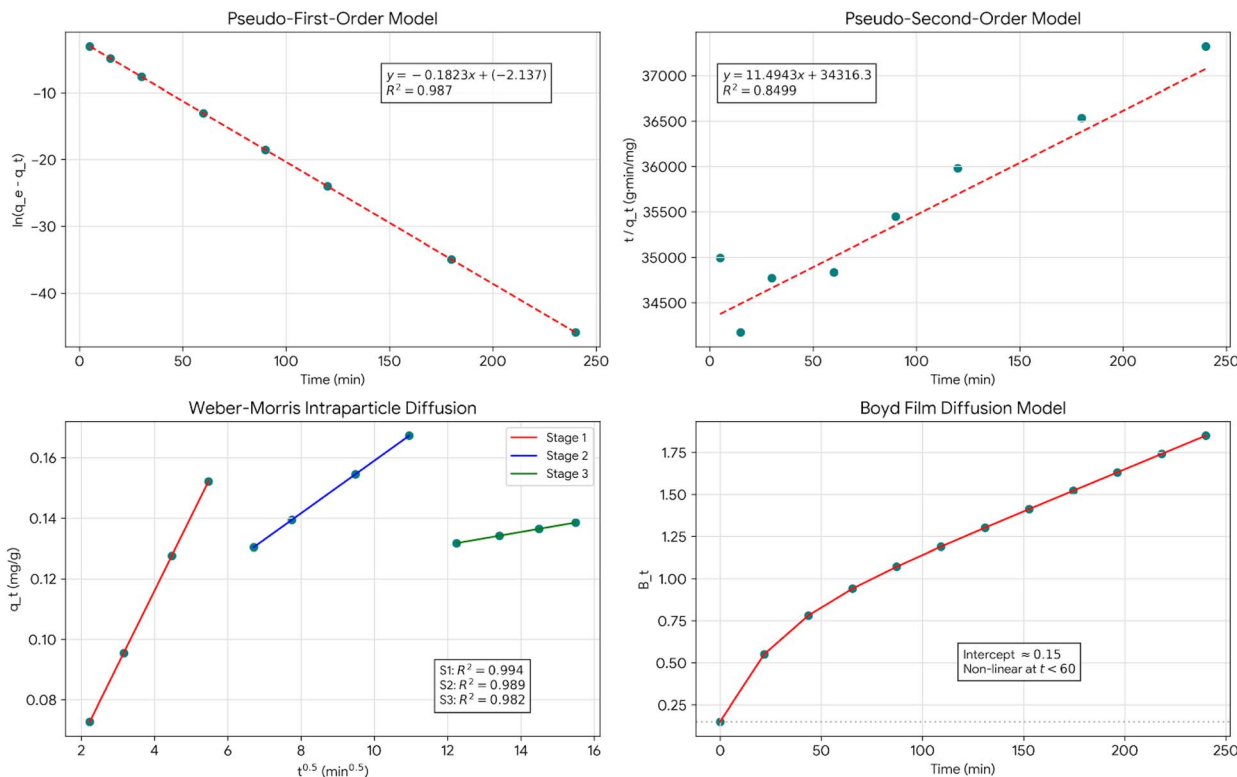 Pseudo-First-Order Model
y = −0.1823x + (−2.137)
R² = 0.987
−10
−20
−30
−40
ln(q_e - q_t)
0
50
100
150
200
250
Time (min)
Pseudo-Second-Order Model
y = 11.4943x + 34316.3
R² = 0.8499
37000
36500
36000
35500
35000
34500
t / q_t (g·min/mg)
0
50
100
150
200
250
Time (min)
Weber-Morris Intraparticle Diffusion
Stage 1
Stage 2
Stage 3
0.16
0.14
0.12
0.10
0.08
q_t (mg/g)
S1: R² = 0.994
S2: R² = 0.989
S3: R² = 0.982
2
4
6
8
10
12
14
16
t⁰·⁵ (min⁰·⁵)
Boyd Film Diffusion Model
1.75
1.50
1.25
1.00
0.75
0.50
0.25
B_t
Intercept ≈ 0.15
Non-linear at t < 60
0
50
100
150
200
250
Time (min)